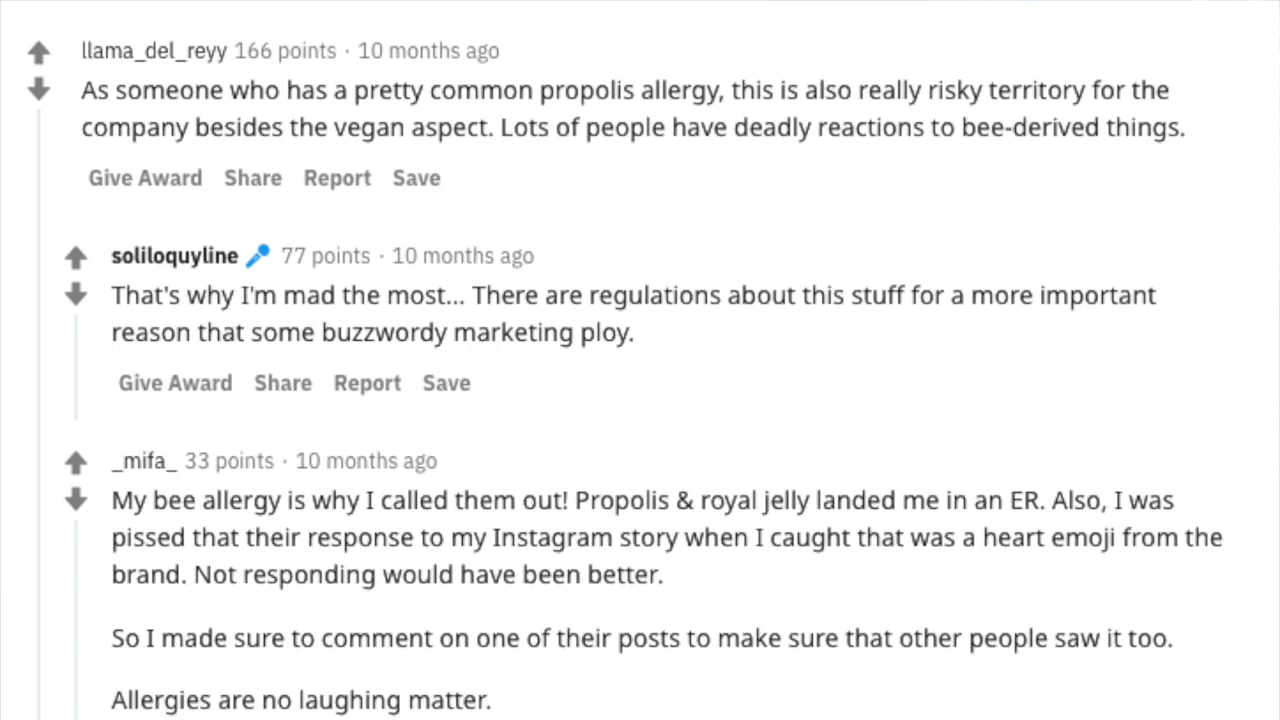 llama_del_reyy 166 points · 10 months ago
As someone who has a pretty common propolis allergy, this is also really risky territory for the
company besides the vegan aspect. Lots of people have deadly reactions to bee-derived things.
Give Award Share Report Save
soliloquyline 77 points · 10 months ago
That's why I'm mad the most... There are regulations about this stuff for a more important
reason that some buzzwordy marketing ploy.
Give Award Share Report Save
_mifa_ 33 points · 10 months ago
My bee allergy is why I called them out! Propolis & royal jelly landed me in an ER. Also, I was
pissed that their response to my Instagram story when I caught that was a heart emoji from the
brand. Not responding would have been better.
So I made sure to comment on one of their posts to make sure that other people saw it too.
Allergies are no laughing matter.